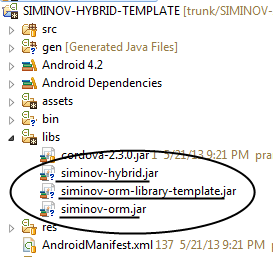 SIMINOV-HYBRID-TEMPLATE [trunk/SIMINOV-
src
gen [Generated Java Files]
Android 4.2
Android Dependencies
assets
bin
libs
cordova-2.3.0.jar 1 5/21/13 9:21 PM pra
siminov-hybrid.jar
siminov-orm-library-template.jar
siminov-orm.jar
res
AndroidManifest.xml 137 5/21/13 9:21 PM